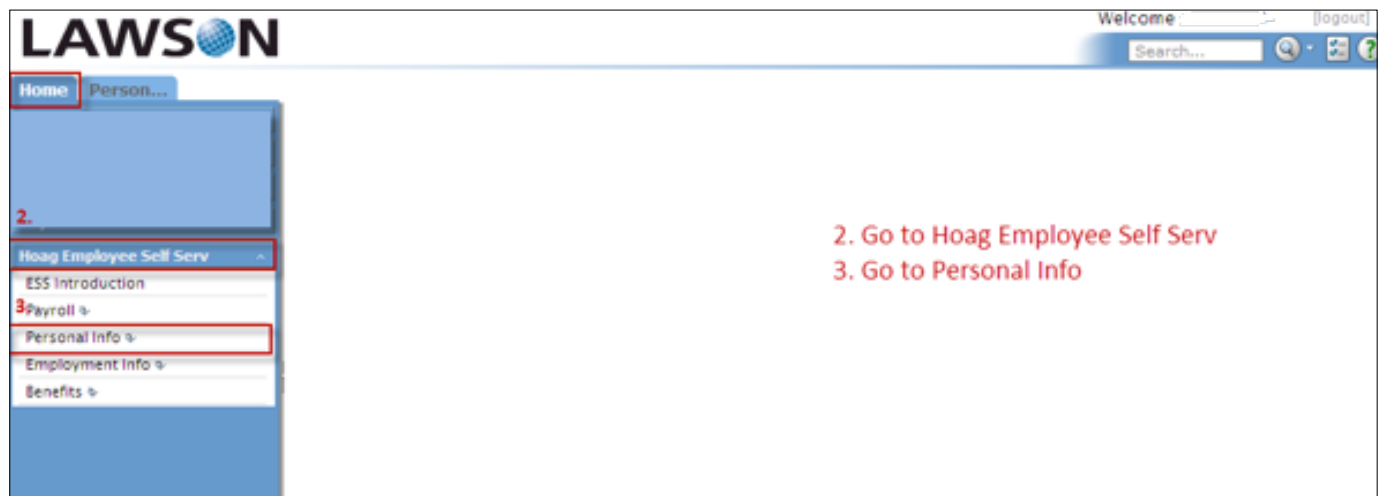 LAWSON
Welcome [logout]
Search...
Home Person...
2.
Hoag Employee Self Serv
ESS Introduction
3 Payroll
Personal Info
Employment Info
Benefits
2. Go to Hoag Employee Self Serv
3. Go to Personal Info